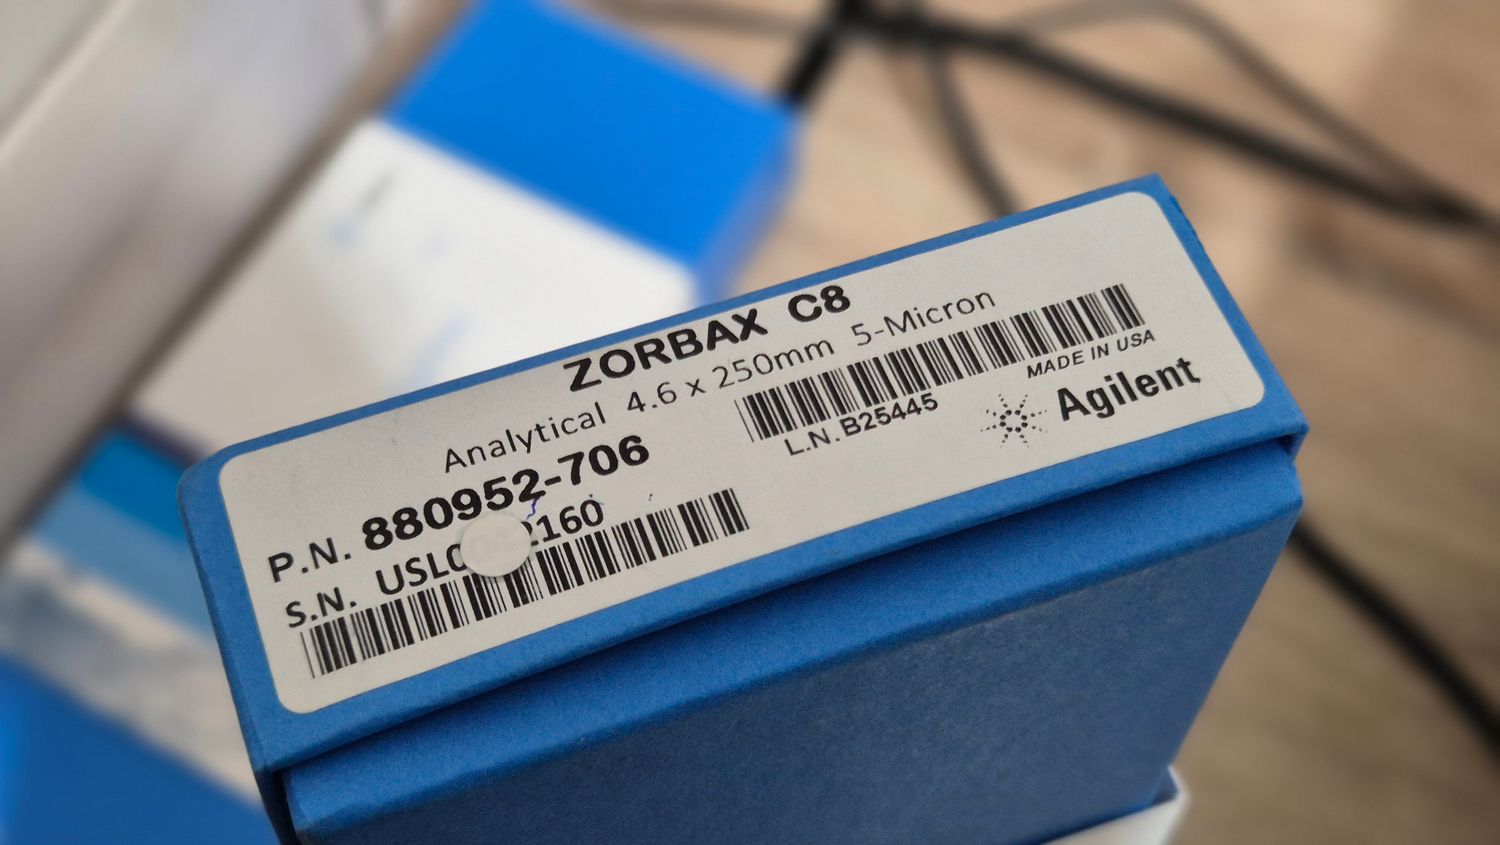 ZORBAX C8
Analytical 4.6 x 250mm 5-Micron
P.N. 880952-706
S.N.
L.N. B25445
MADE IN USA
Agilent